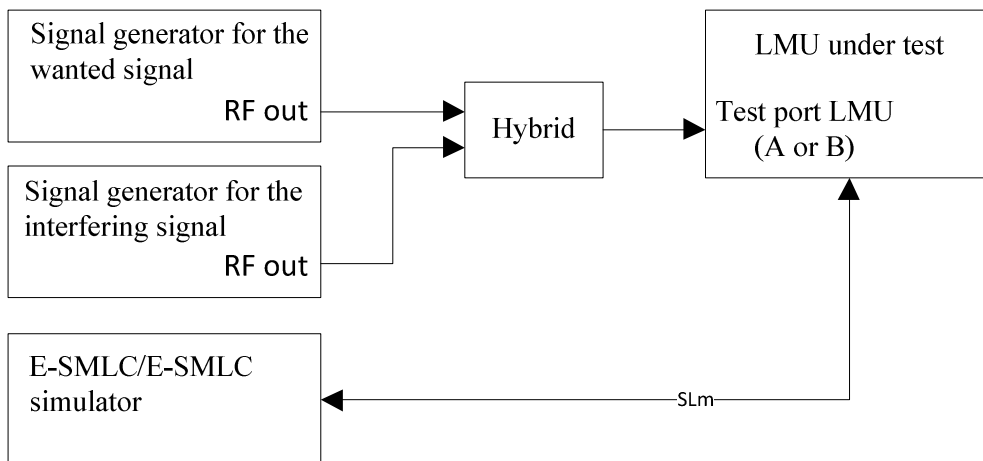 Signal generator for the
wanted signal
RF out
Signal generator for the
interfering signal
RF out
Hybrid
LMU under test
Test port LMU
(A or B)
E-SMLC/E-SMLC
simulator
SLm